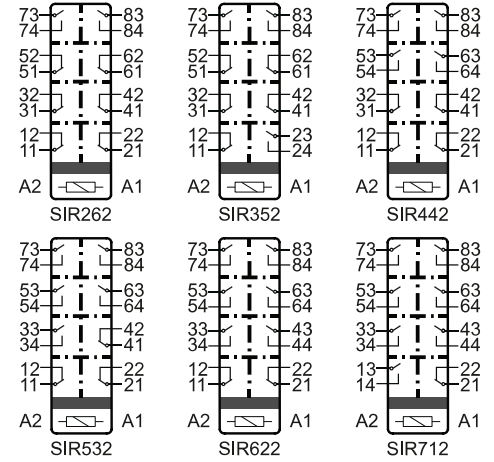 73 83 73 83 73 83
74 84 74 84 74 84
52 62 52 62 53 63
51 61 51 61 54 64
32 42 32 42 32 42
31 41 31 41 31 41
12 22 12 23 12 22
11 21 11 24 11 21
A2 A1 A2 A1 A2 A1
SIR262 SIR352 SIR442
73 83 73 83 73 83
74 84 74 84 74 84
53 63 53 63 53 63
54 64 54 64 54 64
33 42 33 43 33 43
34 41 34 44 34 44
12 22 12 22 13 22
11 21 11 21 14 21
A2 A1 A2 A1 A2 A1
SIR532 SIR622 SIR712